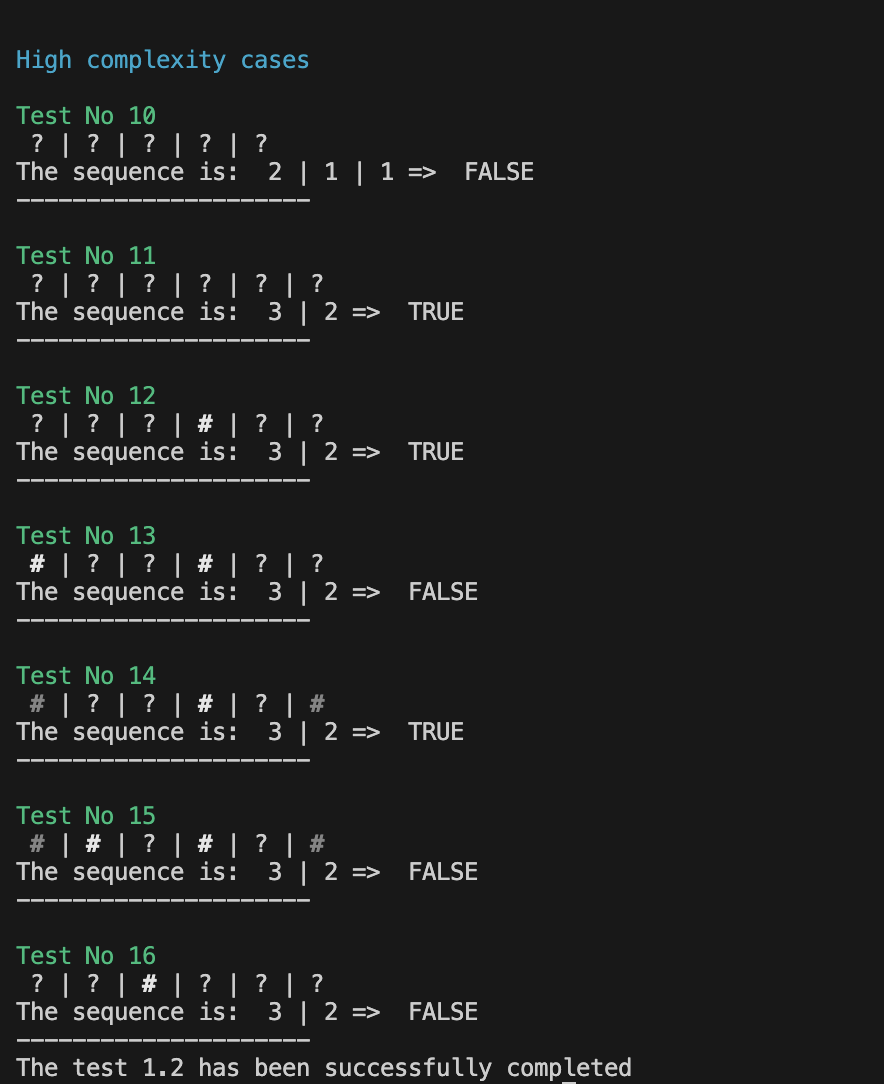 High complexity cases
Test No 10
? | ? | ? | ? | ?
The sequence is:  2 | 1 | 1 =>  FALSE
---------------------
Test No 11
? | ? | ? | ? | ? | ?
The sequence is:  3 | 2 =>  TRUE
---------------------
Test No 12
? | ? | ? | # | ? | ?
The sequence is:  3 | 2 =>  TRUE
---------------------
Test No 13
# | ? | ? | # | ? | ?
The sequence is:  3 | 2 =>  FALSE
---------------------
Test No 14
# | ? | ? | # | ? | #
The sequence is:  3 | 2 =>  TRUE
---------------------
Test No 15
# | # | ? | # | ? | #
The sequence is:  3 | 2 =>  FALSE
---------------------
Test No 16
? | ? | # | ? | ? | ?
The sequence is:  3 | 2 =>  FALSE
---------------------
The test 1.2 has been successfully completed